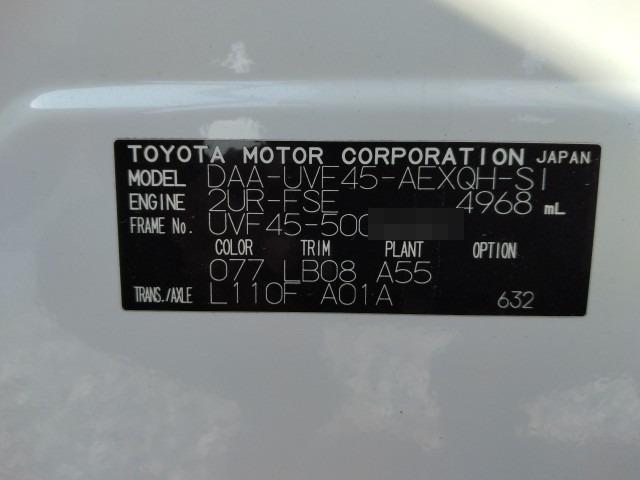 TOYOTA MOTOR CORPORATION JAPAN
MODEL DAA-UVF45-AEXQH-SI
ENGINE 2UR-FSE 4968 mL
FRAME No. UVF45-500
COLOR TRIM PLANT OPTION
077 LB08 A55
TRANS./AXLE L110F A01A 632